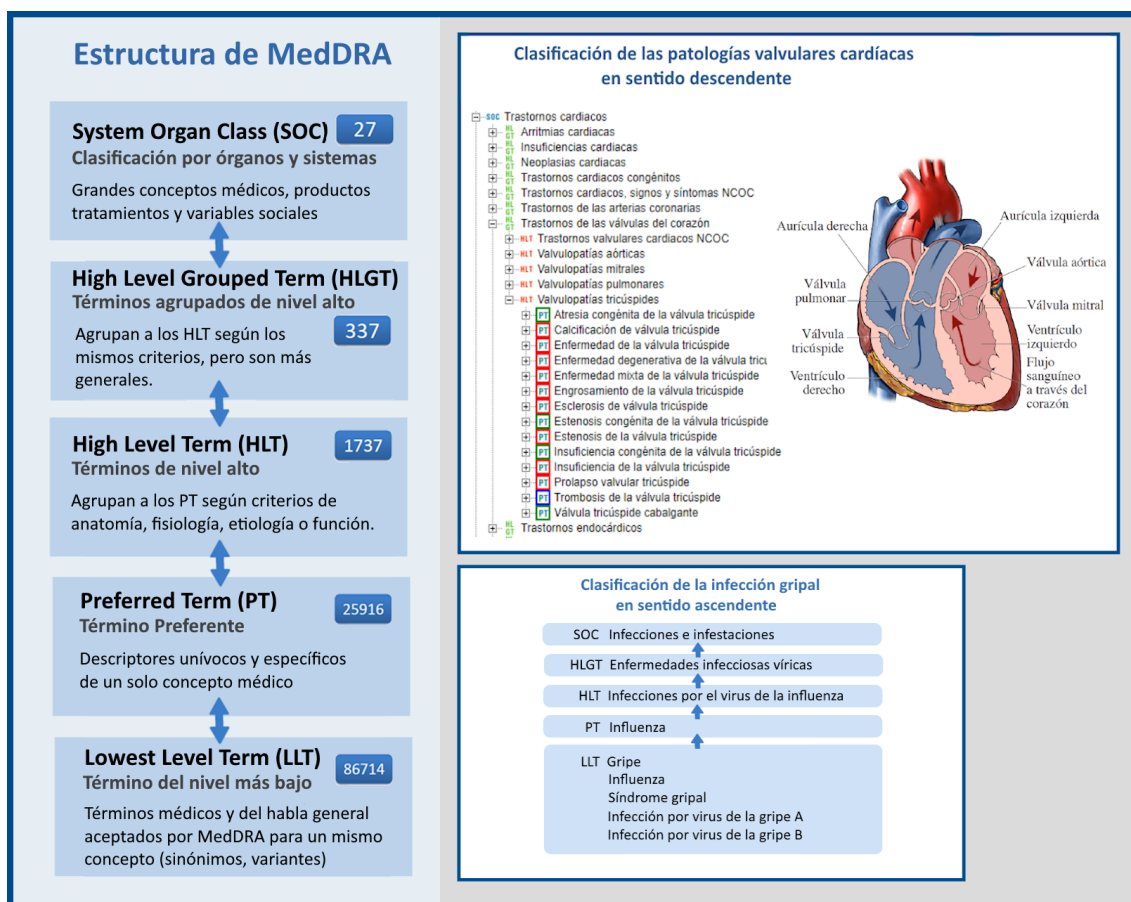 Estructura de MedDRA
System Organ Class (SOC) 27
Clasificación por órganos y sistemas
Grandes conceptos médicos, productos
tratamientos y variables sociales
High Level Grouped Term (HLGT)
Términos agrupados de nivel alto
337
Agrupan a los HLT según los
mismos criterios, pero son más
generales.
High Level Term (HLT) 1737
Términos de nivel alto
Agrupan a los PT según criterios de
anatomía, fisiología, etiología o función.
Preferred Term (PT) 25916
Término Preferente
Descriptores unívocos y específicos
de un solo concepto médico
Lowest Level Term (LLT) 86714
Término del nivel más bajo
Términos médicos y del habla general
aceptados por MedDRA para un mismo
concepto (sinónimos, variantes)
Clasificación de las patologías valvulares cardíacas
en sentido descendente
SOC Trastornos cardiacos
HLGT Arritmias cardiacas
HLGT Insuficiencias cardiacas
HLGT Neoplasias cardiacas
HLGT Trastornos cardiacos congénitos
HLGT Trastornos cardiacos, signos y síntomas NCOC
HLGT Trastornos de las arterias coronarias
HLGT Trastornos de las válvulas del corazón
HLT Trastornos valvulares cardiacos NCOC
HLT Valvulopatías aórticas
HLT Valvulopatías mitrales
HLT Valvulopatías pulmonares
HLT Valvulopatías tricúspides
PT Atresia congénita de la válvula tricúspide
PT Calcificación de válvula tricúspide
PT Enfermedad de la válvula tricúspide
PT Enfermedad degenerativa de la válvula tricu
PT Enfermedad mixta de la válvula tricúspide
PT Engrosamiento de la válvula tricúspide
PT Esclerosis de válvula tricúspide
PT Estenosis congénita de la válvula tricúspide
PT Estenosis de la válvula tricúspide
PT Insuficiencia congénita de la válvula tricúspide
PT Insuficiencia de la válvula tricúspide
PT Prolapso valvular tricúspide
PT Trombosis de la válvula tricúspide
PT Válvula tricúspide cabalgante
HLGT Trastornos endocárdicos
Aurícula derecha
Válvula
pulmonar
Válvula
tricúspide
Ventrículo
derecho
Aurícula izquierda
Válvula aórtica
Válvula mitral
Ventrículo
izquierdo
Flujo
sanguíneo
a través del
corazón
Clasificación de la infección gripal
en sentido ascendente
SOC Infecciones e infestaciones
HLGT Enfermedades infecciosas víricas
HLT Infecciones por el virus de la influenza
PT Influenza
LLT Gripe
Influenza
Síndrome gripal
Infección por virus de la gripe A
Infección por virus de la gripe B